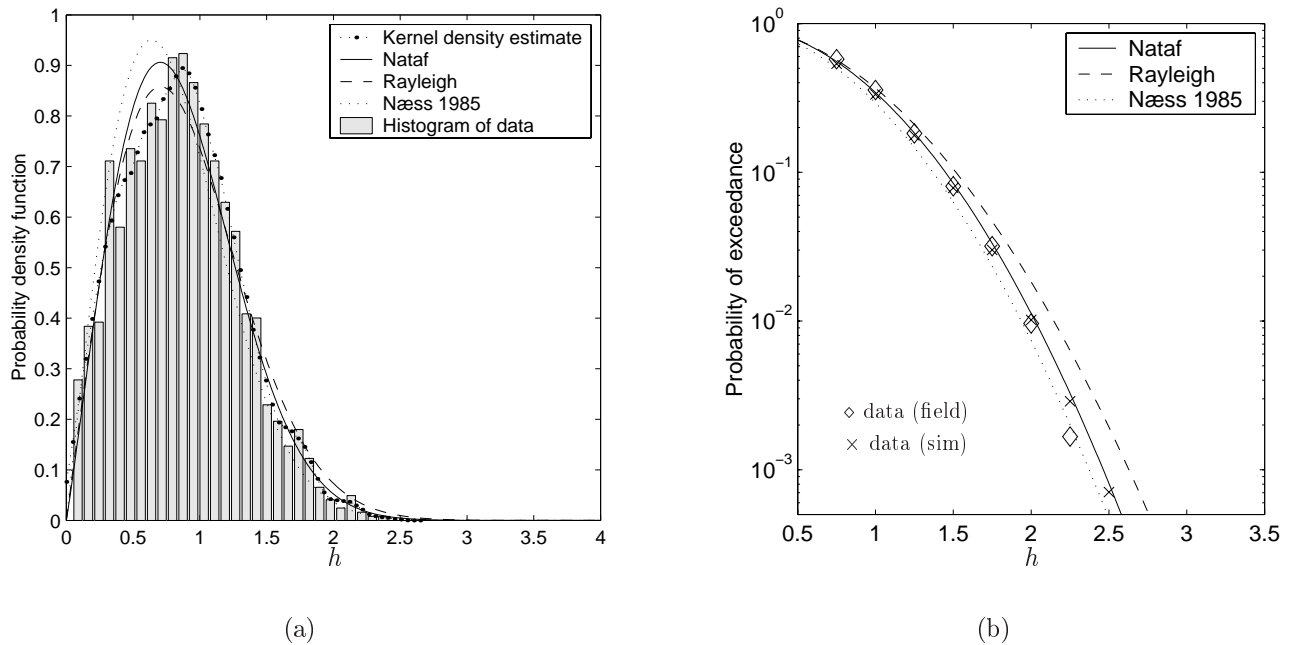 1
0.9
0.8
0.7
0.6
0.5
0.4
0.3
0.2
0.1
0
Probability density function
0 0.5 1 1.5 2 2.5 3 3.5 4
h
Kernel density estimate
Nataf
Rayleigh
Næss 1985
Histogram of data
(a)
10^0
10^-1
10^-2
10^-3
Probability of exceedance
0.5 1 1.5 2 2.5 3 3.5
h
Nataf
Rayleigh
Næss 1985
data (field)
data (sim)
(b)